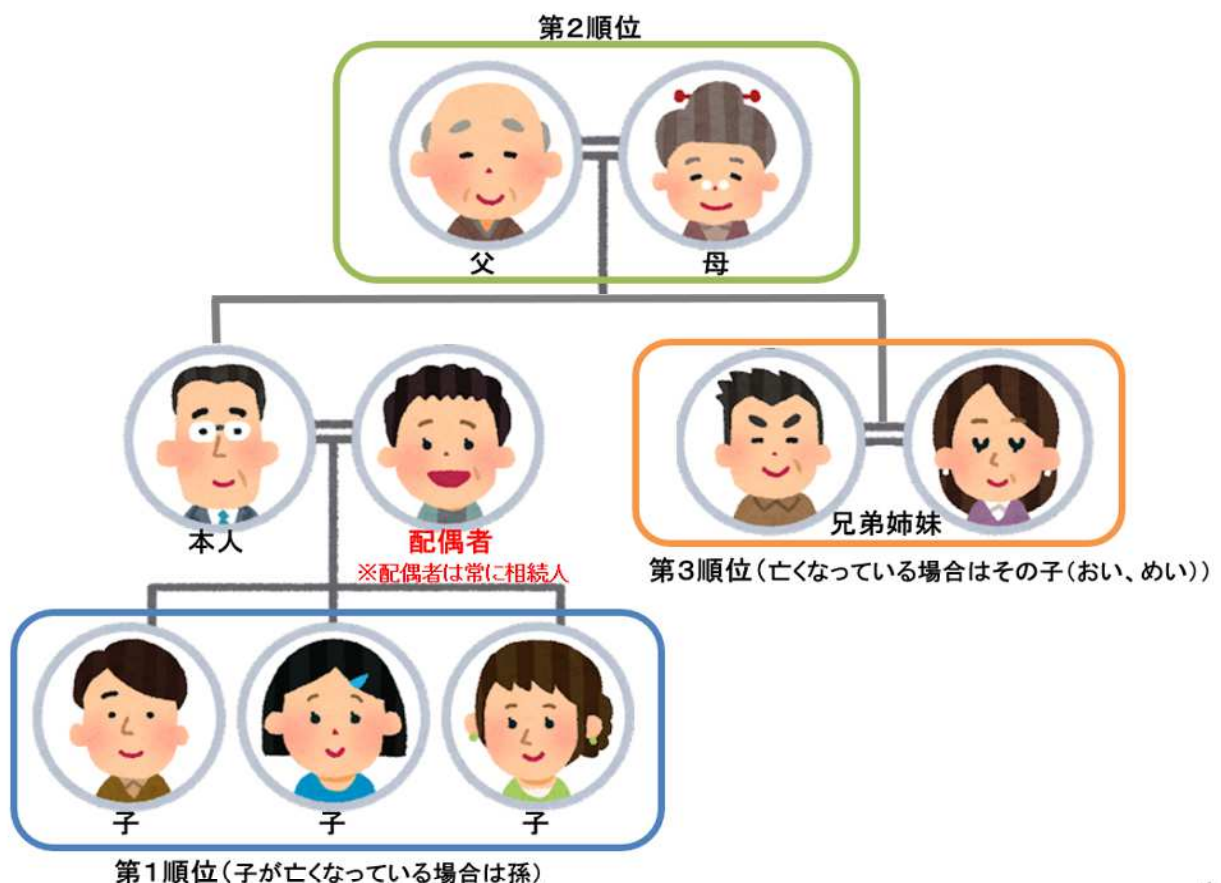 第2順位
父
母
本人
配偶者
※配偶者は常に相続人
兄弟姉妹
第3順位（亡くなっている場合はその子（おい、めい））
子
子
子
第1順位（子が亡くなっている場合は孫）